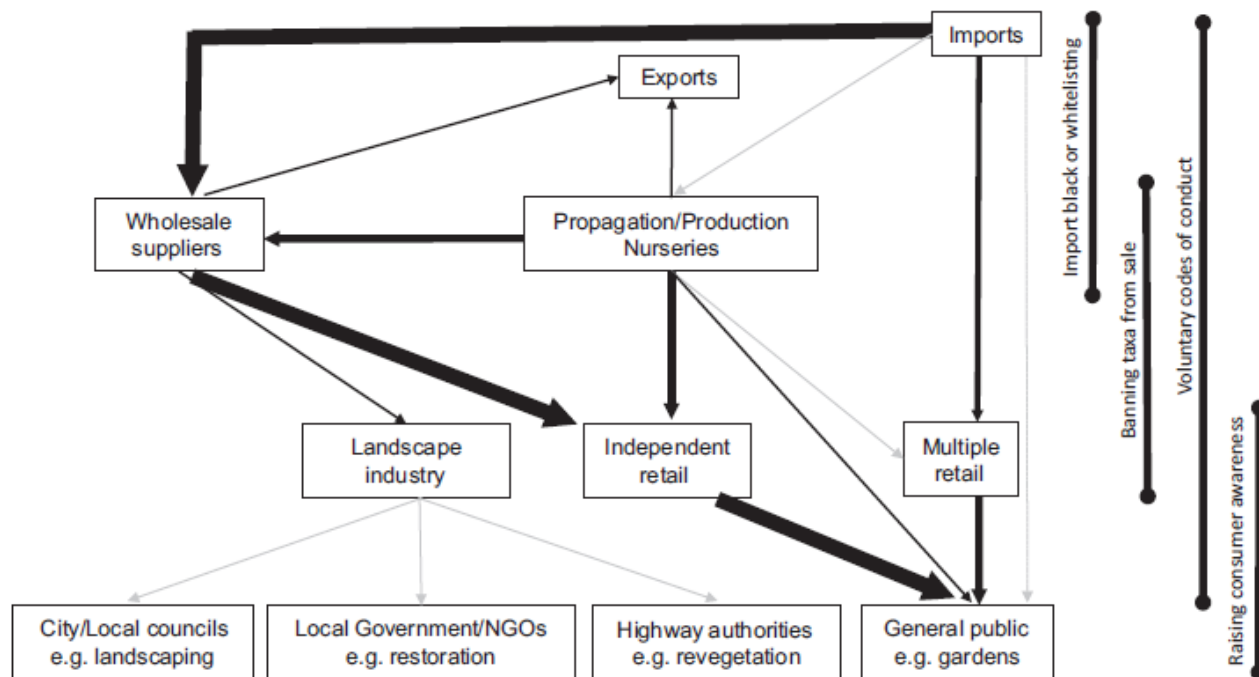 Imports
Exports
Wholesale
suppliers
Propagation/Production
Nurseries
Landscape
industry
Independent
retail
Multiple
retail
City/Local councils
e.g. landscaping
Local Government/NGOs
e.g. restoration
Highway authorities
e.g. revegetation
General public
e.g. gardens
Import black or whitelisting
Banning taxa from sale
Voluntary codes of conduct
Raising consumer awareness